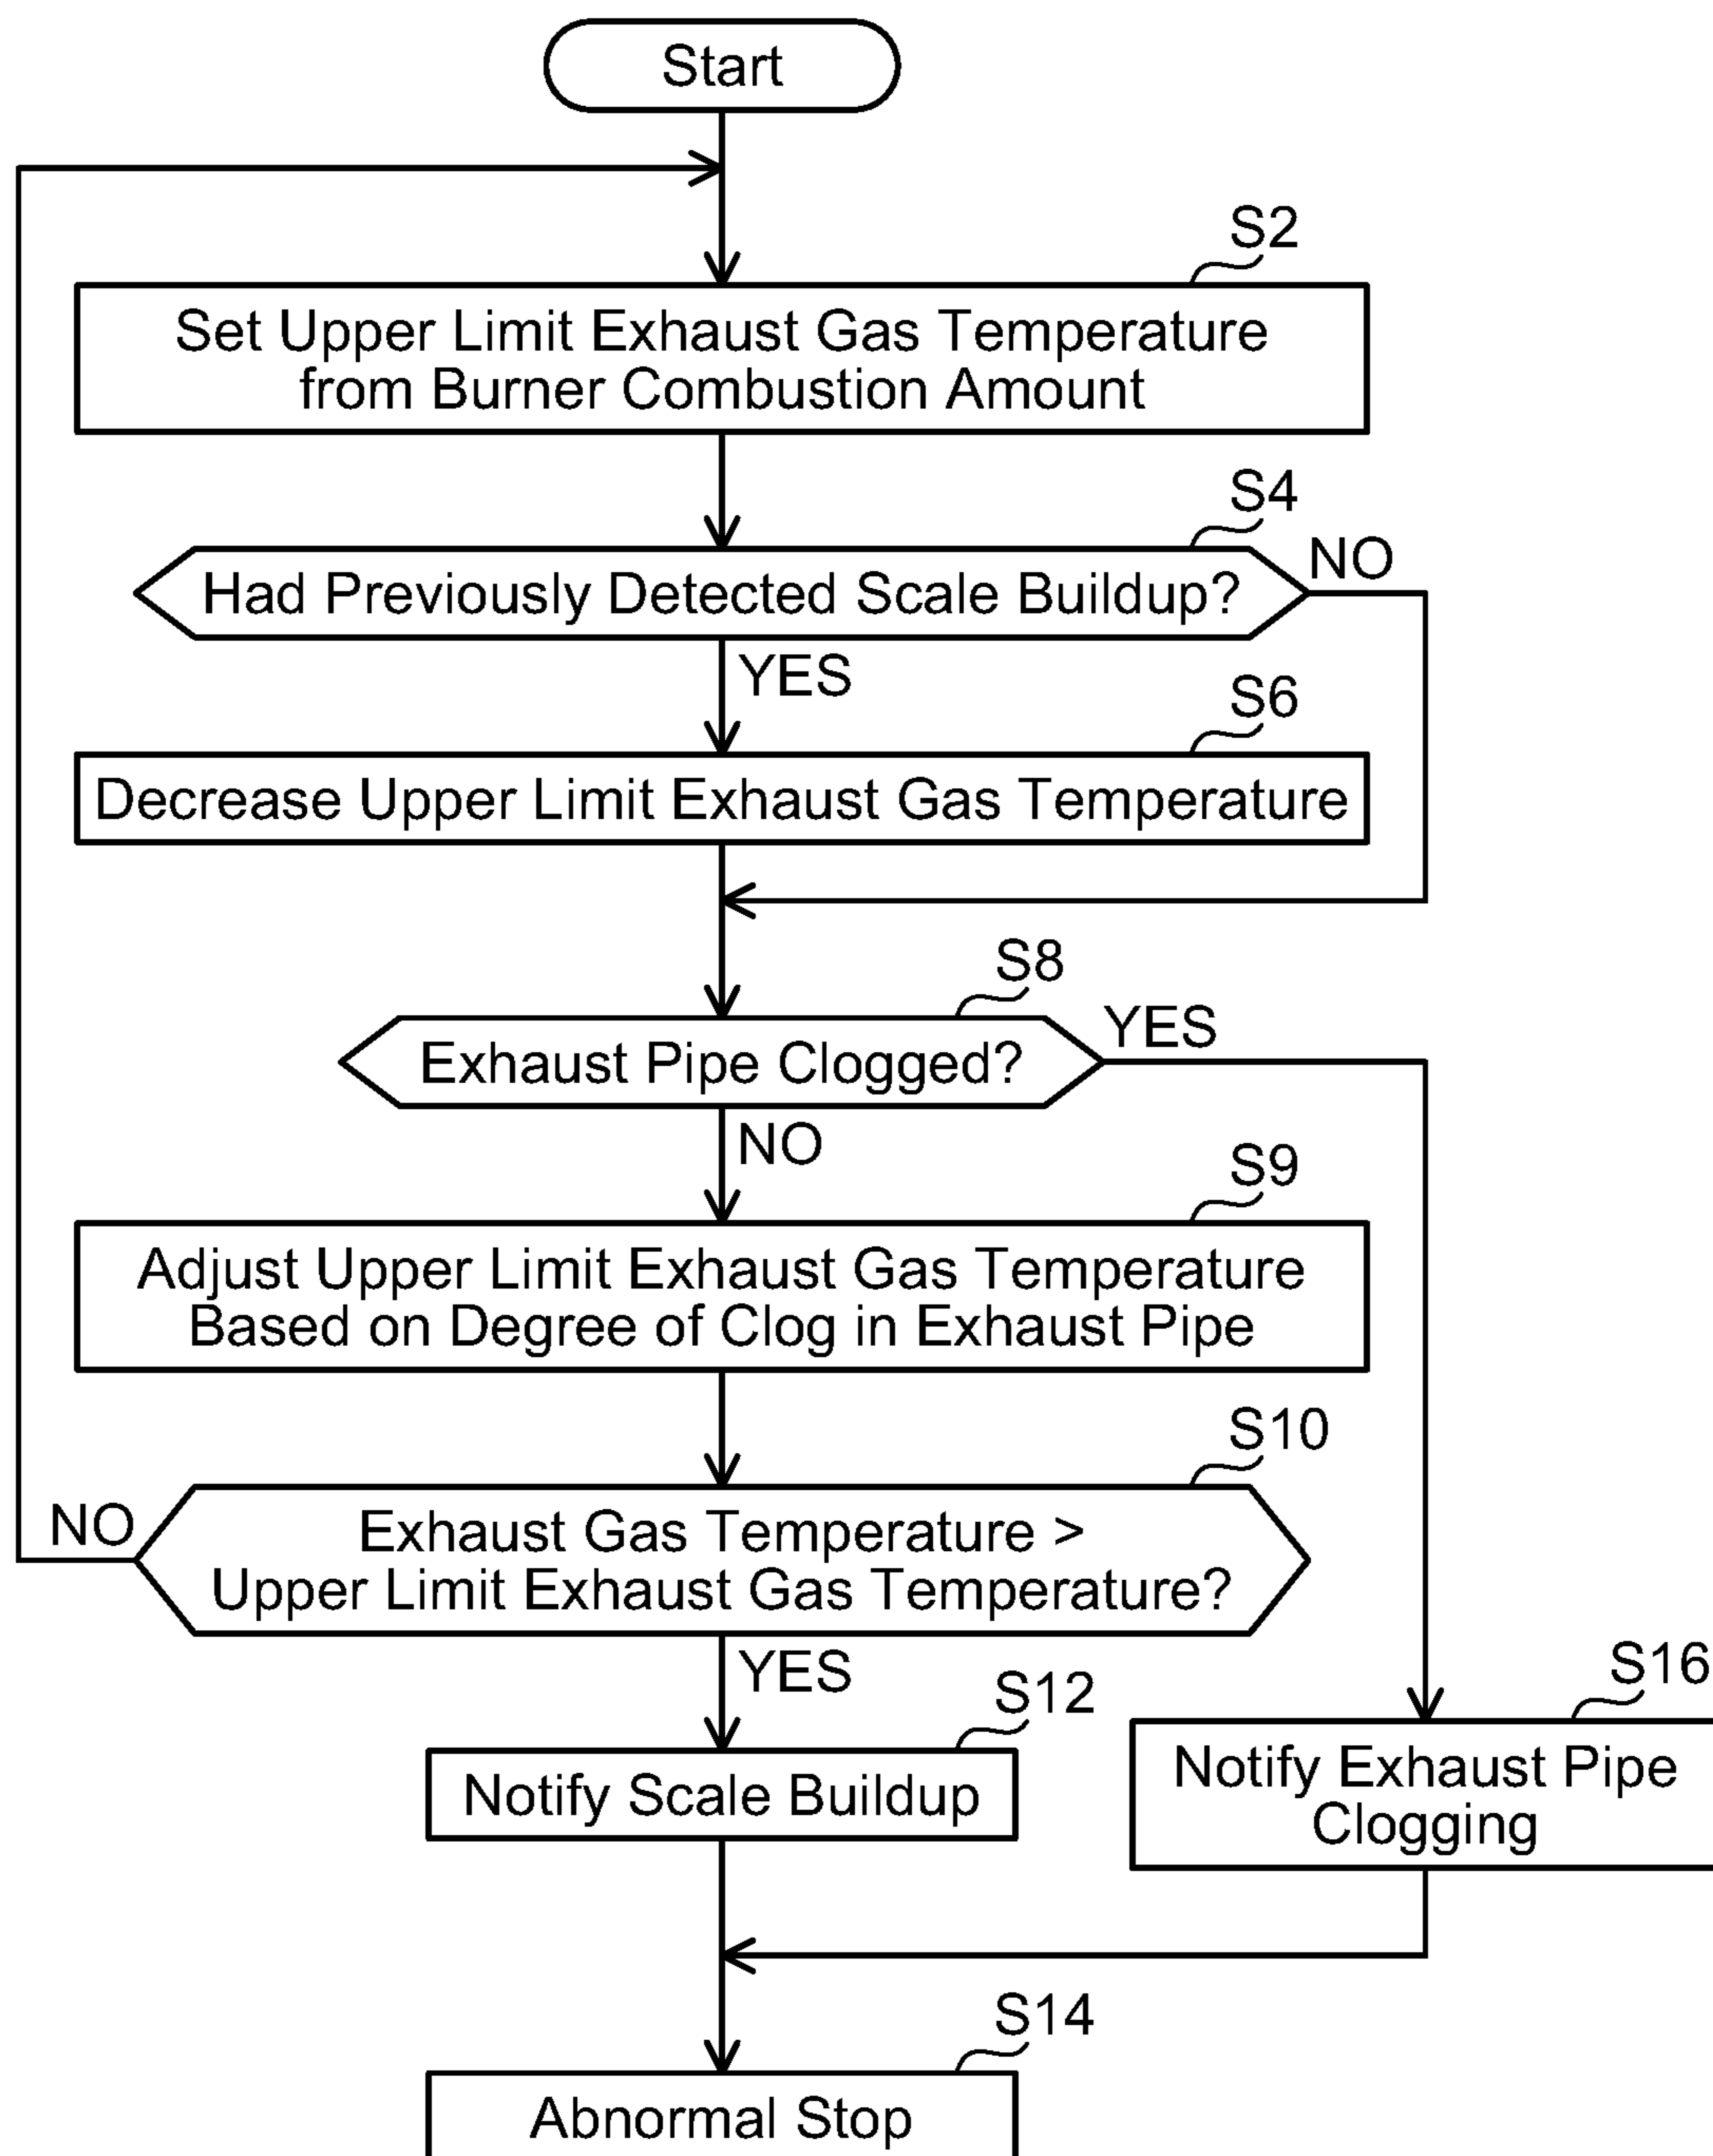 Start
S2
Set Upper Limit Exhaust Gas Temperature
from Burner Combustion Amount
S4
Had Previously Detected Scale Buildup?
NO
YES
S6
Decrease Upper Limit Exhaust Gas Temperature
S8
Exhaust Pipe Clogged?
YES
NO
S9
Adjust Upper Limit Exhaust Gas Temperature
Based on Degree of Clog in Exhaust Pipe
S10
Exhaust Gas Temperature >
Upper Limit Exhaust Gas Temperature?
NO
YES
S12
Notify Scale Buildup
S16
Notify Exhaust Pipe
Clogging
S14
Abnormal Stop